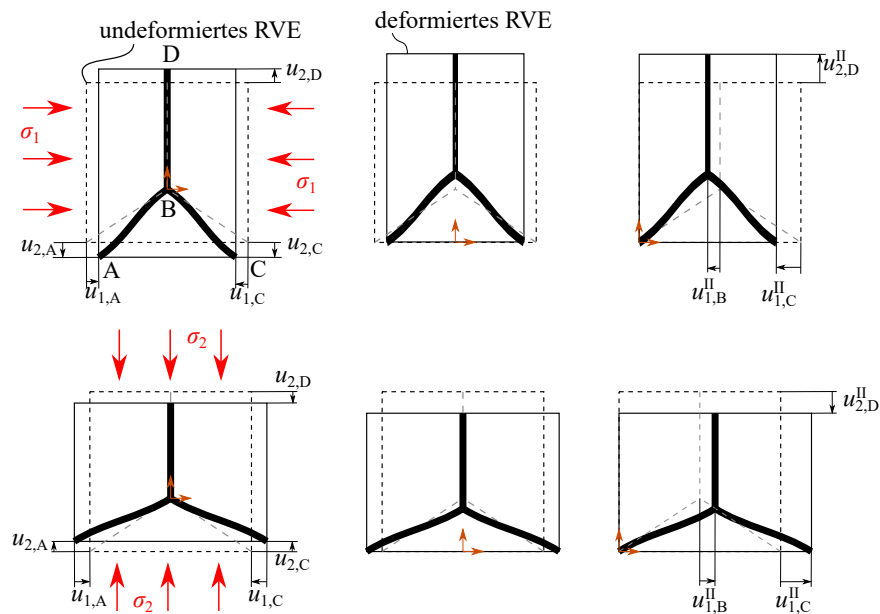 undeformiertes RVE
deformiertes RVE
D
u2,D
uII2,D
σ1
σ1
B
u2,A
A
C
u2,C
u1,A
u1,C
uII1,B
uII1,C
σ2
u2,D
uII2,D
u2,A
u2,C
u1,A
σ2
u1,C
uII1,B
uII1,C